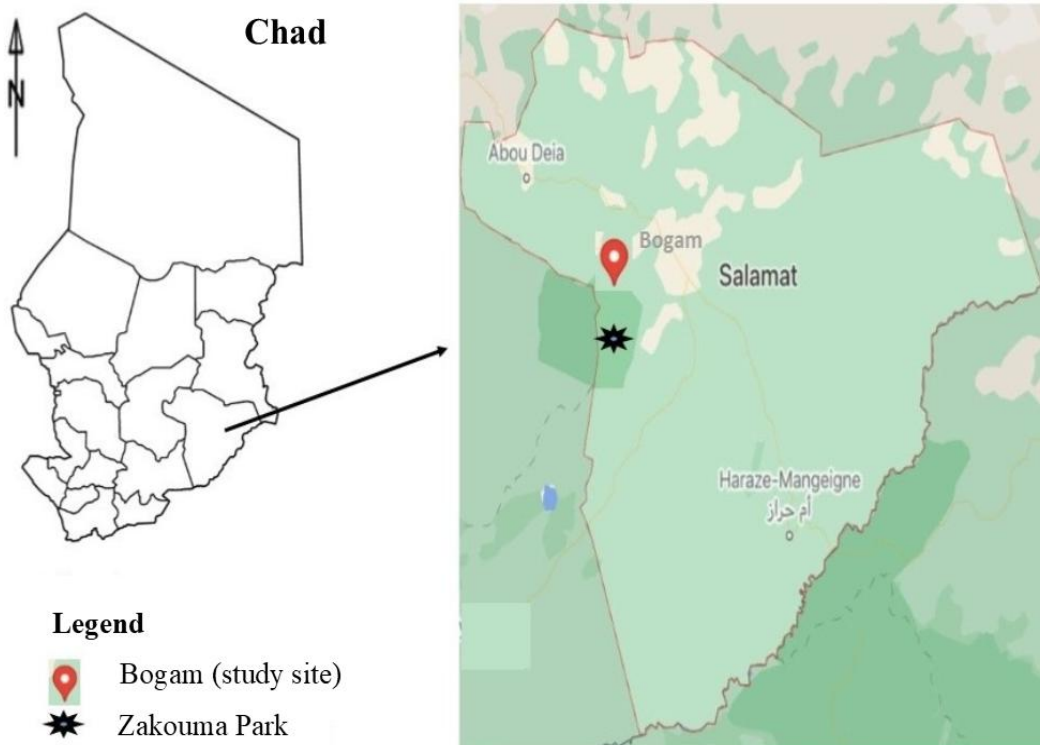 Chad
N
Abou Deia
Bogam
Salamat
Haraze-Mangeigne
أم حراز
Legend
Bogam (study site)
Zakouma Park